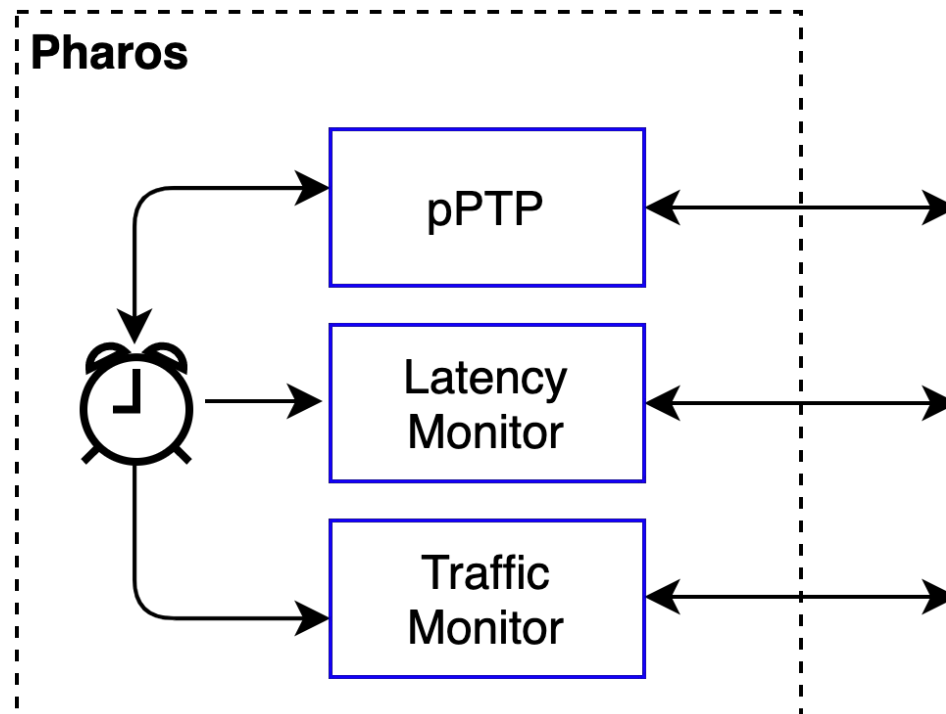 Pharos
pPTP
Latency
Monitor
Traffic
Monitor